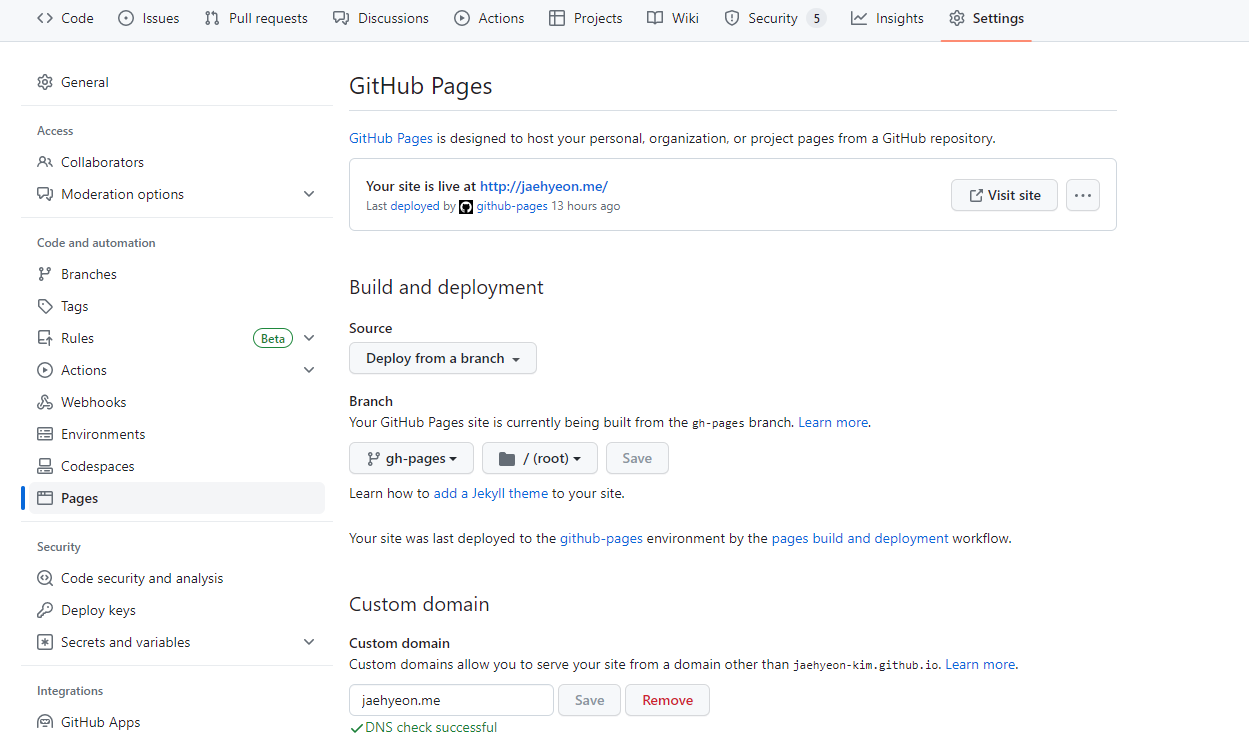 Code Issues Pull requests Discussions Actions Projects Wiki Security 5 Insights Settings
General
Access
Collaborators
Moderation options
Code and automation
Branches
Tags
Rules Beta
Actions
Webhooks
Environments
Codespaces
Pages
Security
Code security and analysis
Deploy keys
Secrets and variables
Integrations
GitHub Apps
GitHub Pages
GitHub Pages is designed to host your personal, organization, or project pages from a GitHub repository.
Your site is live at http://jaehyeon.me/
Last deployed by github-pages 13 hours ago
Visit site
Build and deployment
Source
Deploy from a branch
Branch
Your GitHub Pages site is currently being built from the gh-pages branch. Learn more.
gh-pages / (root) Save
Learn how to add a Jekyll theme to your site.
Your site was last deployed to the github-pages environment by the pages build and deployment workflow.
Custom domain
Custom domain
Custom domains allow you to serve your site from a domain other than jaehyeon-kim.github.io. Learn more.
jaehyeon.me Save Remove
DNS check successful